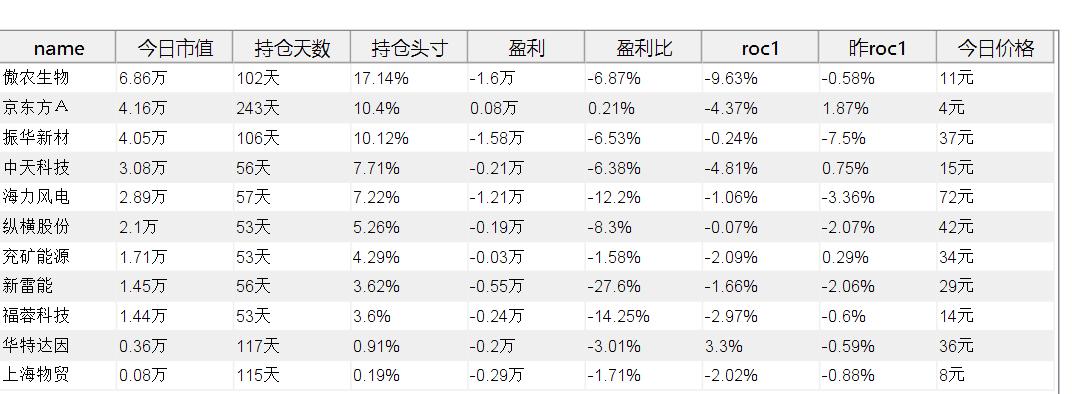 name 今日市值 持仓天数 持仓头寸 盈利 盈利比 roc1 昨roc1 今日价格
傲农生物 6.86万 102天 17.14% -1.6万 -6.87% -9.63% -0.58% 11元
京东方Ａ 4.16万 243天 10.4% 0.08万 0.21% -4.37% 1.87% 4元
振华新材 4.05万 106天 10.12% -1.58万 -6.53% -0.24% -7.5% 37元
中天科技 3.08万 56天 7.71% -0.21万 -6.38% -4.81% 0.75% 15元
海力风电 2.89万 57天 7.22% -1.21万 -12.2% -1.06% -3.36% 72元
纵横股份 2.1万 53天 5.26% -0.19万 -8.3% -0.07% -2.07% 42元
兖矿能源 1.71万 53天 4.29% -0.03万 -1.58% -2.09% 0.29% 34元
新雷能 1.45万 56天 3.62% -0.55万 -27.6% -1.66% -2.06% 29元
福蓉科技 1.44万 53天 3.6% -0.24万 -14.25% -2.97% -0.6% 14元
华特达因 0.36万 117天 0.91% -0.2万 -3.01% 3.3% -0.59% 36元
上海物贸 0.08万 115天 0.19% -0.29万 -1.71% -2.02% -0.88% 8元